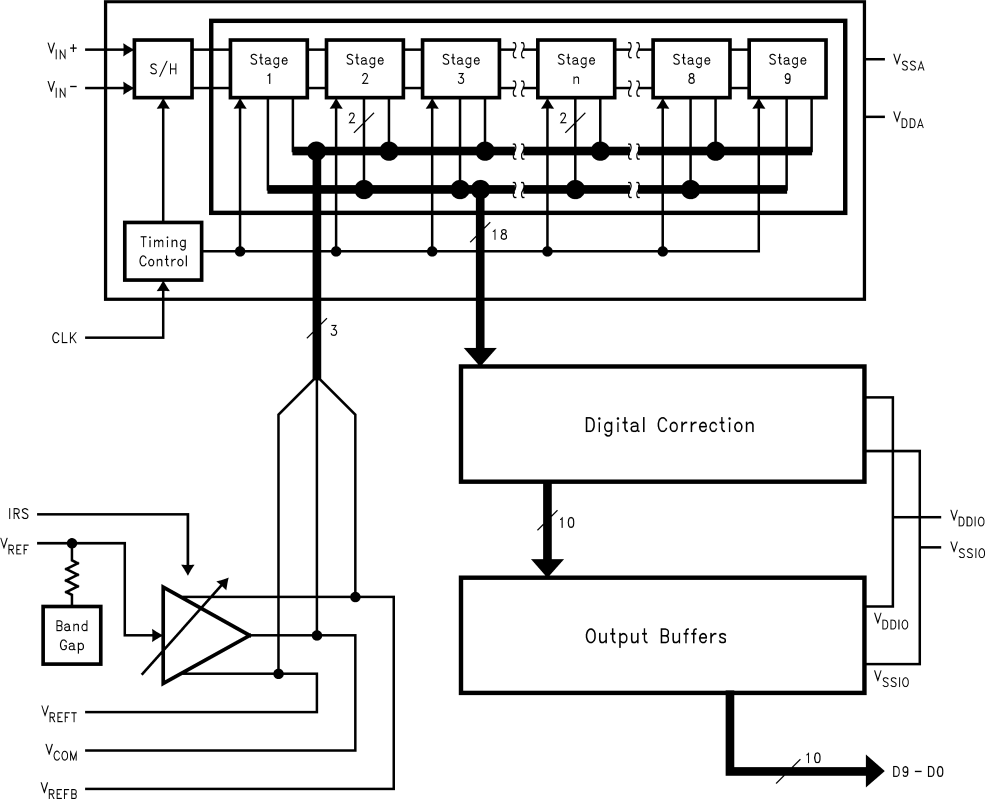 VIN+
VIN−
S/H
Stage
1
Stage
2
Stage
3
Stage
n
Stage
8
Stage
9
VSSA
VDDA
2
2
18
Timing
Control
CLK
3
Digital Correction
10
IRS
VREF
VDDIO
VSSIO
Band
Gap
Output Buffers
VDDIO
VSSIO
VREFT
VCOM
VREFB
10
D9 − D0